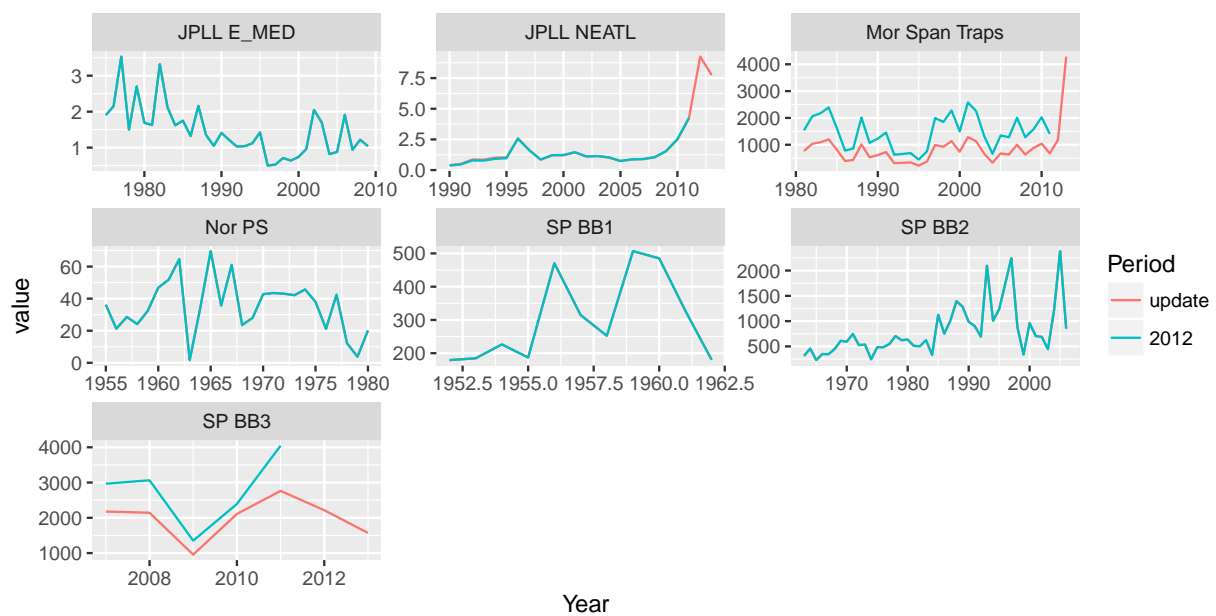 JPLL E_MED
JPLL NEATL
Mor Span Traps
3
2
1
1980 1990 2000 2010
7.5
5.0
2.5
0.0
1990 1995 2000 2005 2010
4000
3000
2000
1000
1980 1990 2000 2010
Nor PS
SP BB1
SP BB2
60
40
20
0
1955 1960 1965 1970 1975 1980
500
400
300
200
1952.5 1955.0 1957.5 1960.0 1962.5
2000
1500
1000
500
1970 1980 1990 2000
SP BB3
4000
3000
2000
1000
2008 2010 2012
value
Year
Period
update
2012